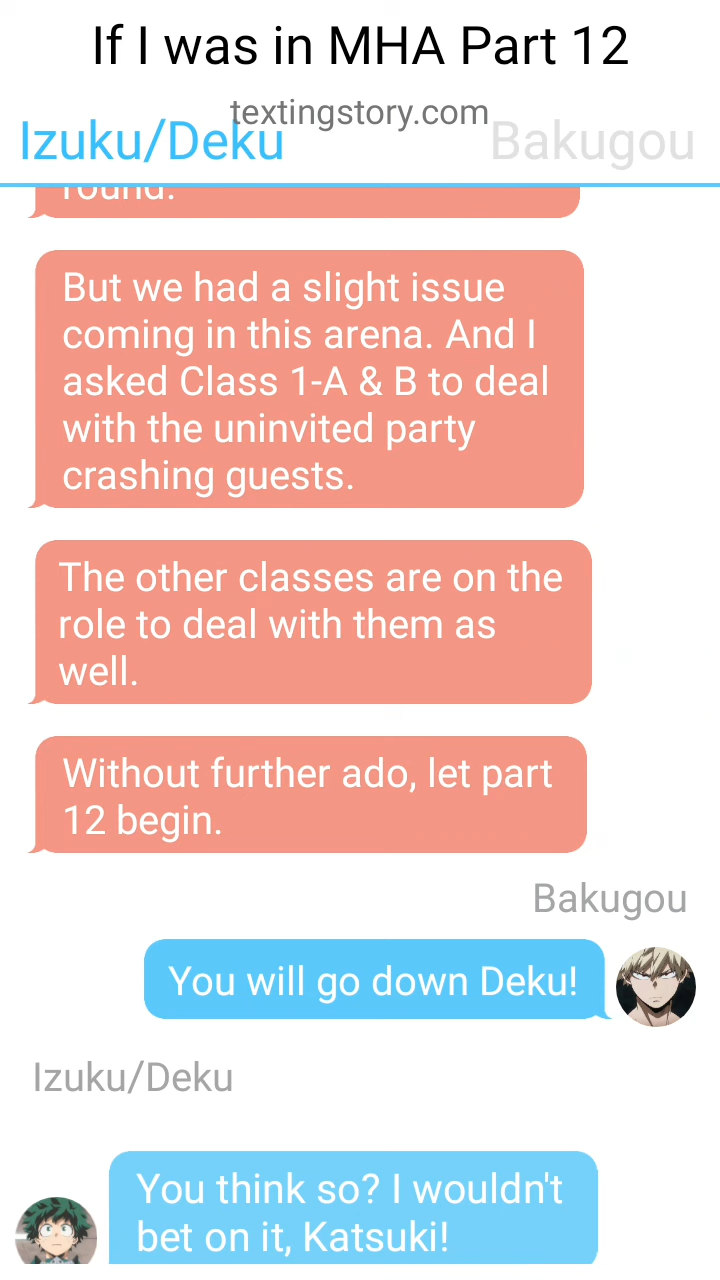 If I was in MHA Part 12
textingstory.com
Izuku/Deku
Bakugou
round.
But we had a slight issue
coming in this arena. And I
asked Class 1-A & B to deal
with the uninvited party
crashing guests.
The other classes are on the
role to deal with them as
well.
Without further ado, let part
12 begin.
Bakugou
You will go down Deku!
Izuku/Deku
You think so? I wouldn't
bet on it, Katsuki!